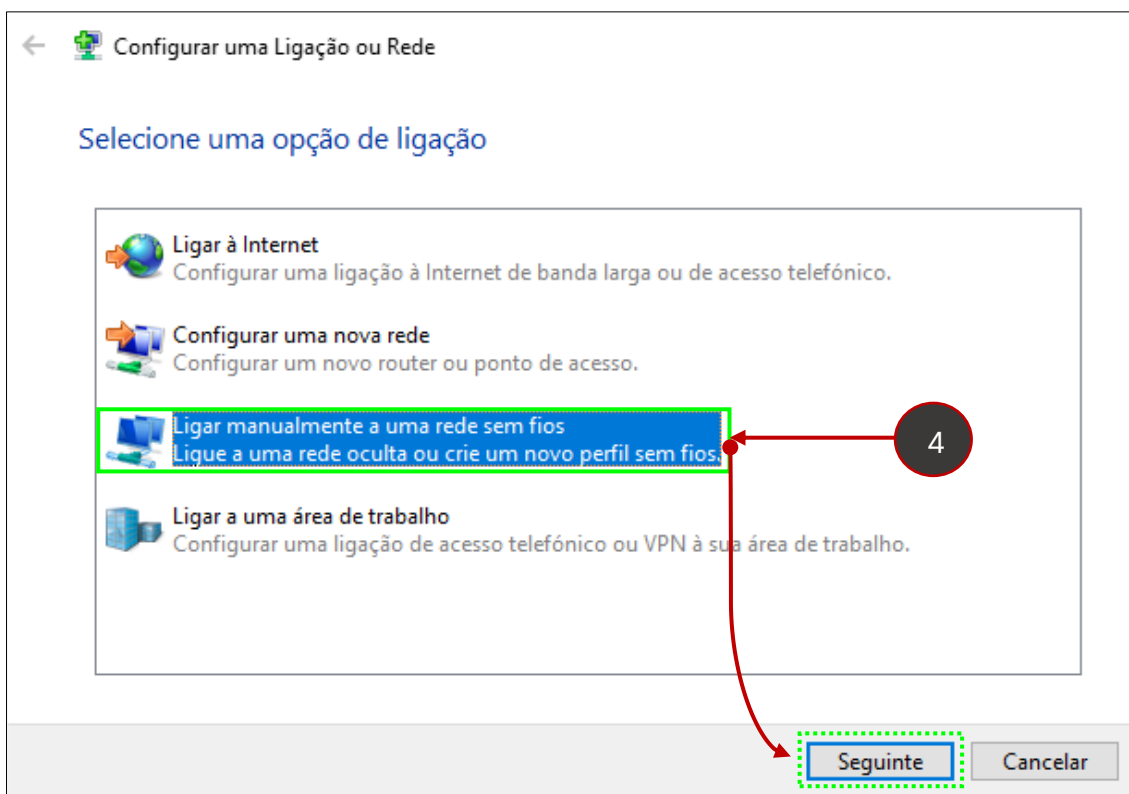 Configurar uma Ligação ou Rede
Selecione uma opção de ligação
Ligar à Internet
Configurar uma ligação à Internet de banda larga ou de acesso telefónico.
Configurar uma nova rede
Configurar um novo router ou ponto de acesso.
Ligar manualmente a uma rede sem fios
Ligue a uma rede oculta ou crie um novo perfil sem fios.
4
Ligar a uma área de trabalho
Configurar uma ligação de acesso telefónico ou VPN à sua área de trabalho.
Seguinte
Cancelar